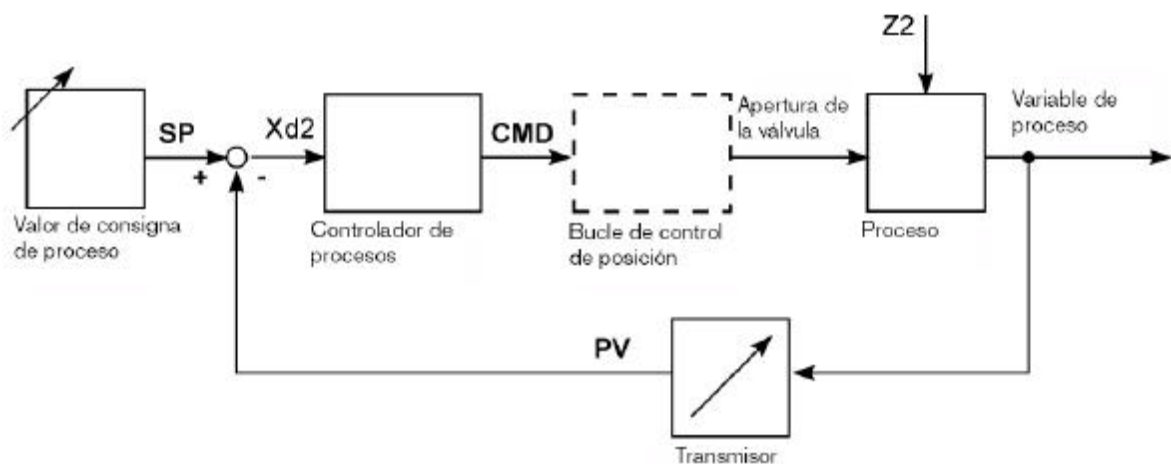 Z2
SP
Xd2
CMD
Apertura de
la válvula
Variable de
proceso
+
-
Valor de consigna
de proceso
Controlador de
procesos
Bucle de control
de posición
Proceso
PV
Transmisor